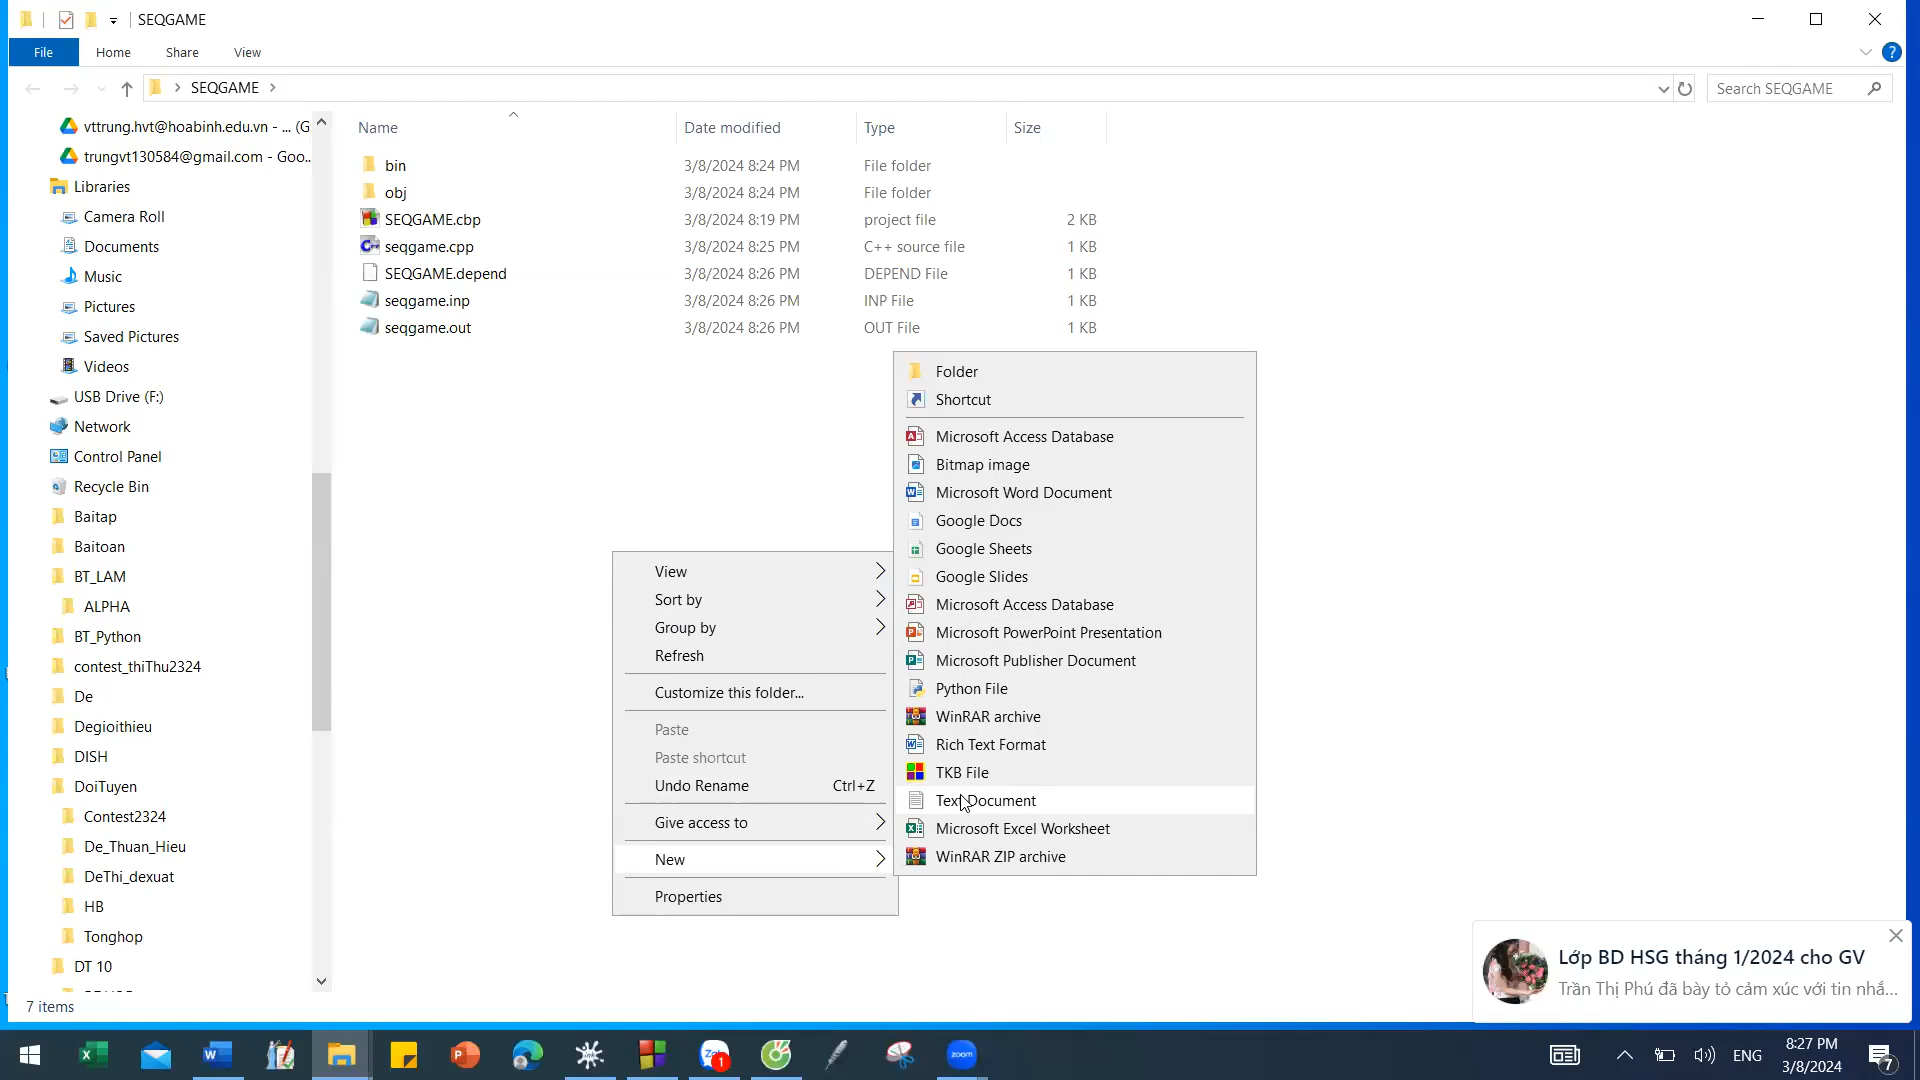 SEQGAME
File Home Share View
SEQGAME
Search SEQGAME
vttrung.hvt@hoabinh.edu.vn - ... (G
trungvt130584@gmail.com - Goo...
Libraries
Camera Roll
Documents
Music
Pictures
Saved Pictures
Videos
USB Drive (F:)
Network
Control Panel
Recycle Bin
Baitap
Baitoan
BT_LAM
ALPHA
BT_Python
contest_thiThu2324
De
Degioithieu
DISH
DoiTuyen
Contest2324
De_Thuan_Hieu
DeThi_dexuat
HB
Tonghop
DT 10
Name Date modified Type Size
bin 3/8/2024 8:24 PM File folder
obj 3/8/2024 8:24 PM File folder
SEQGAME.cbp 3/8/2024 8:19 PM project file 2 KB
seqgame.cpp 3/8/2024 8:25 PM C++ source file 1 KB
SEQGAME.depend 3/8/2024 8:26 PM DEPEND File 1 KB
seqgame.inp 3/8/2024 8:26 PM INP File 1 KB
seqgame.out 3/8/2024 8:26 PM OUT File 1 KB
View
Sort by
Group by
Refresh
Customize this folder...
Paste
Paste shortcut
Undo Rename Ctrl+Z
Give access to
New
Properties
Folder
Shortcut
Microsoft Access Database
Bitmap image
Microsoft Word Document
Google Docs
Google Sheets
Google Slides
Microsoft Access Database
Microsoft PowerPoint Presentation
Microsoft Publisher Document
Python File
WinRAR archive
Rich Text Format
TKB File
Text Document
Microsoft Excel Worksheet
WinRAR ZIP archive
Lớp BD HSG tháng 1/2024 cho GV
Trần Thị Phú đã bày tỏ cảm xúc với tin nhắ...
7 items
zoom
ENG
8:27 PM
3/8/2024
7